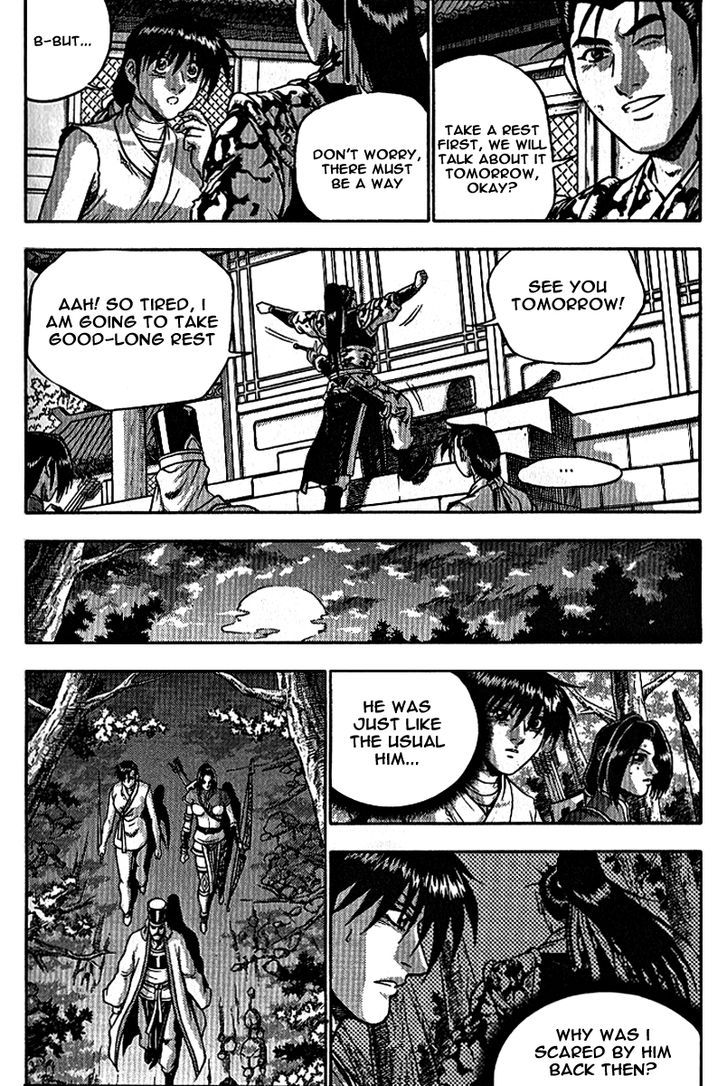 B-BUT...
DON'T WORRY,
THERE MUST
BE A WAY
TAKE A REST
FIRST, WE WILL
TALK ABOUT IT
TOMORROW,
OKAY?
AAH! SO TIRED, I
AM GOING TO TAKE
GOOD-LONG REST
SEE YOU
TOMORROW!
...
HE WAS
JUST LIKE
THE USUAL
HIM...
WHY WAS I
SCARED BY HIM
BACK THEN?